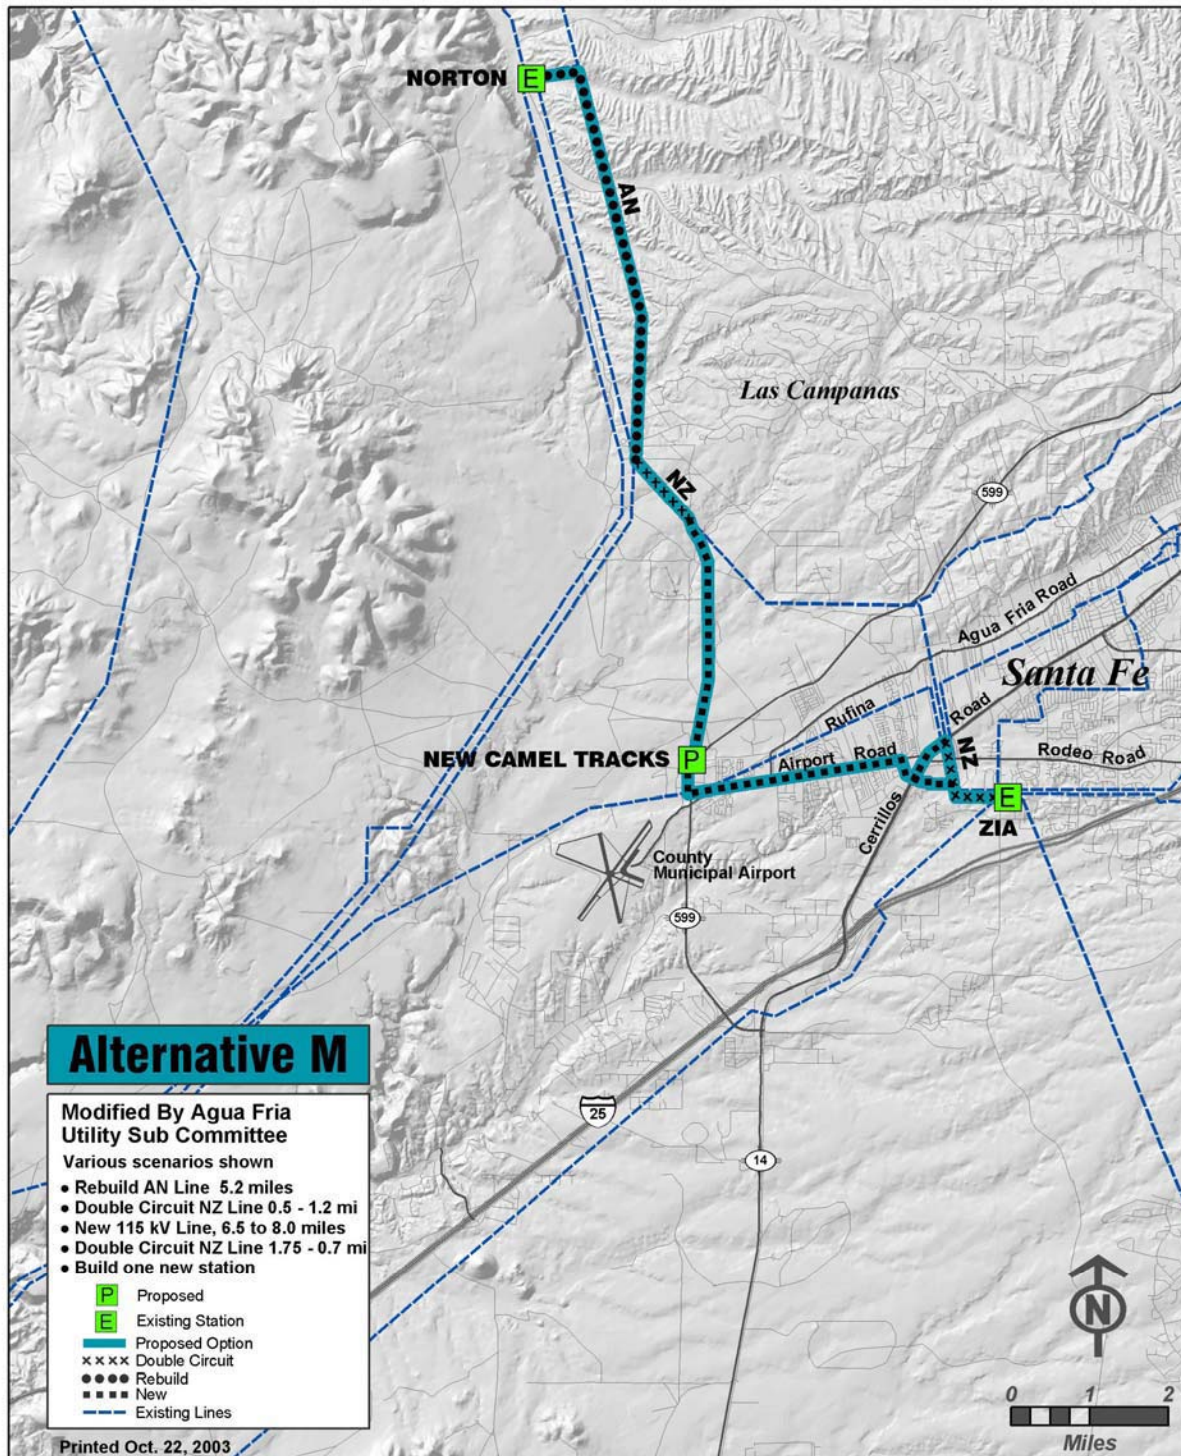 NORTON
E
AN
Las Campanas
NZ
599
Agua Fria Road
Santa Fe
Rufina
Road
NEW CAMEL TRACKS
P
Airport Road
NZ
Rodeo Road
E
ZIA
Cerrillos
County
Municipal Airport
599
Alternative M
25
14
Modified By Agua Fria
Utility Sub Committee
Various scenarios shown
• Rebuild AN Line 5.2 miles
• Double Circuit NZ Line 0.5 - 1.2 mi
• New 115 kV Line, 6.5 to 8.0 miles
• Double Circuit NZ Line 1.75 - 0.7 mi
• Build one new station
P Proposed
E Existing Station
Proposed Option
Double Circuit
Rebuild
New
Existing Lines
N
0 1 2
Miles
Printed Oct. 22, 2003